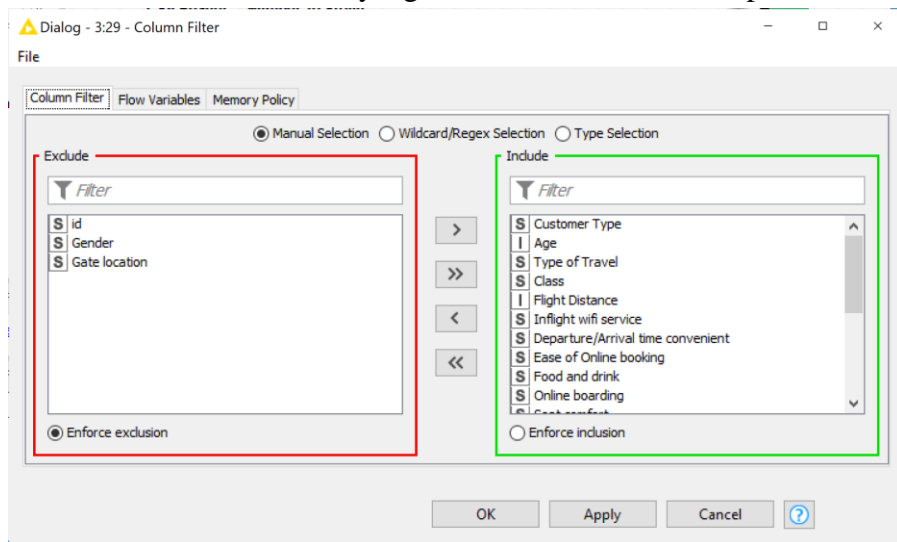 Dialog - 3:29 - Column Filter
File
Column Filter Flow Variables Memory Policy
Manual Selection Wildcard/Regex Selection Type Selection
Exclude
Filter
S id
S Gender
S Gate location
Enforce exclusion
>
>>
<
<<
Include
Filter
S Customer Type
I Age
S Type of Travel
S Class
I Flight Distance
S Inflight wifi service
S Departure/Arrival time convenient
S Ease of Online booking
S Food and drink
S Online boarding
Enforce inclusion
OK Apply Cancel ?